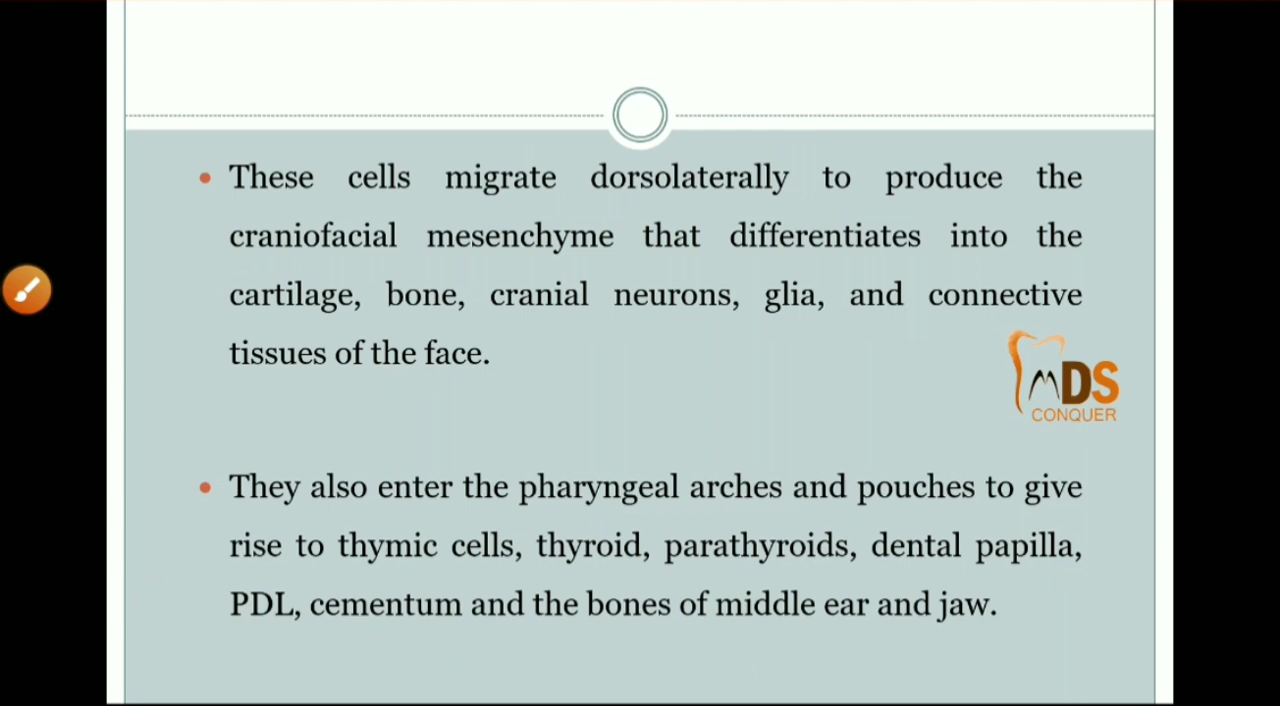 • These cells migrate dorsolaterally to produce the
craniofacial mesenchyme that differentiates into the
cartilage, bone, cranial neurons, glia, and connective
tissues of the face.
MDS
CONQUER
• They also enter the pharyngeal arches and pouches to give
rise to thymic cells, thyroid, parathyroids, dental papilla,
PDL, cementum and the bones of middle ear and jaw.